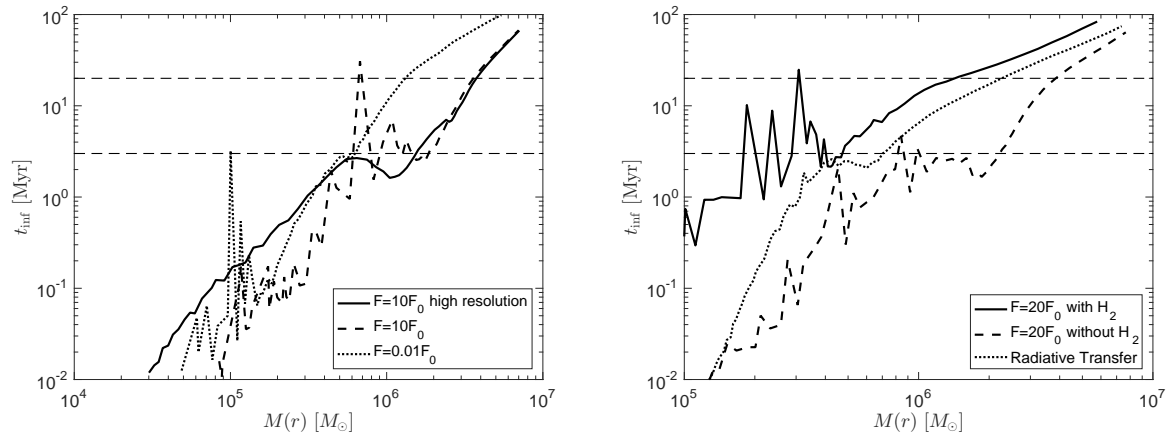 10^2
10^1
10^0
10^-1
10^-2
t_inf [Myr]
F=10F_0 high resolution
F=10F_0
F=0.01F_0
10^4 10^5 10^6 10^7
M(r) [M_⊙]
10^2
10^1
10^0
10^-1
10^-2
t_inf [Myr]
F=20F_0 with H_2
F=20F_0 without H_2
Radiative Transfer
10^5 10^6 10^7
M(r) [M_⊙]